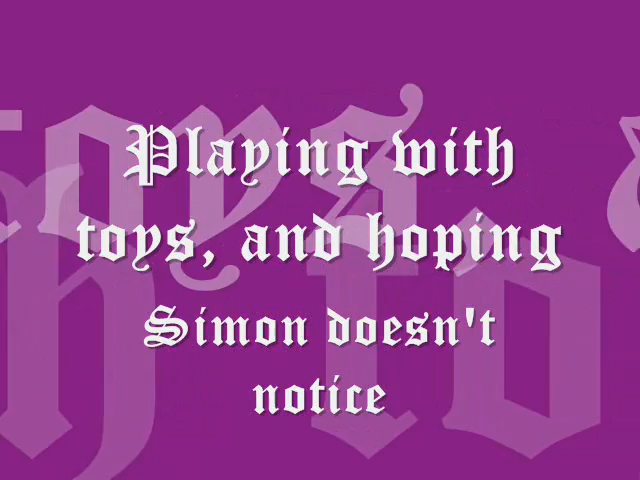 Playing with
toys, and hoping
Simon doesn't
notice